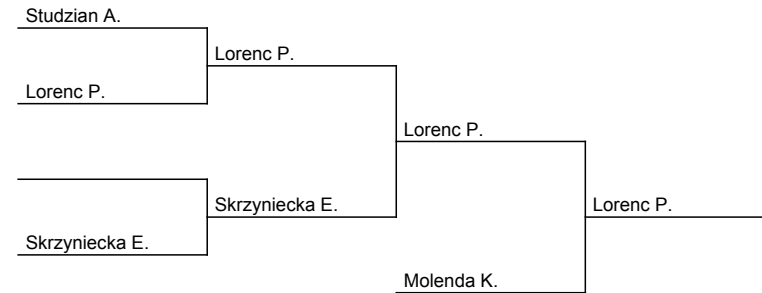 Studzian A.
Lorenc P.
Lorenc P.
Lorenc P.
Skrzyniecka E.
Lorenc P.
Skrzyniecka E.
Molenda K.